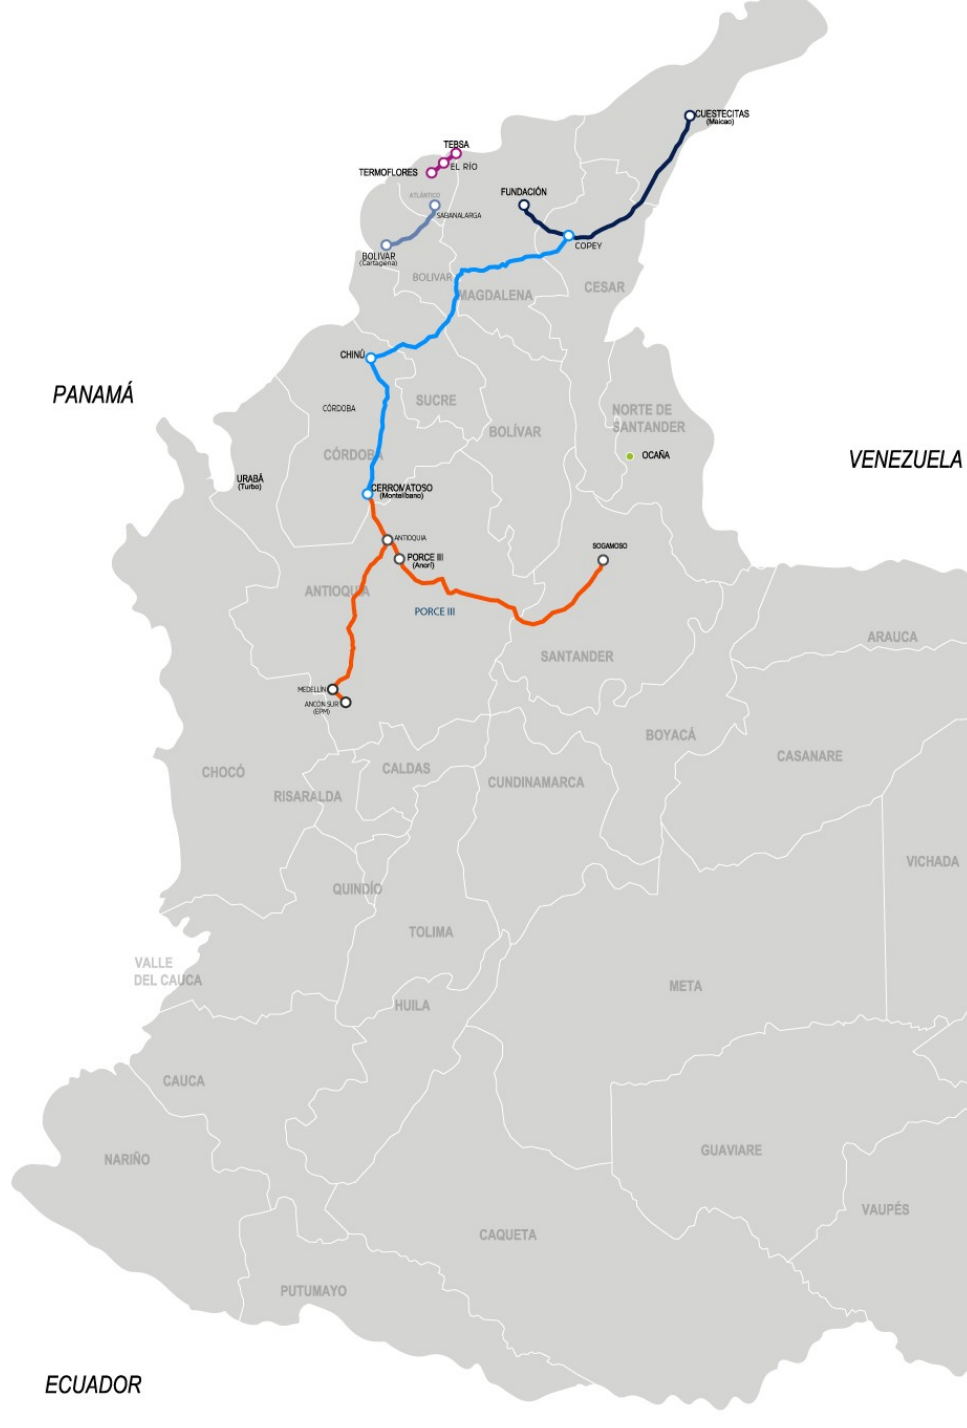 CUESTECITAS
(Maicao)
TEBSA
EL RÍO
TERMOFLORES
FUNDACIÓN
ATLÁNTICO
SABANALARGA
COPEY
BOLIVAR
(Cartagena)
BOLIVAR
MAGDALENA
CESAR
CHINÚ
PANAMÁ
SUCRE
CÓRDOBA
NORTE DE
SANTANDER
BOLÍVAR
CÓRDOBA
OCAÑA
VENEZUELA
URABÁ
(Turbo)
CERROMATOSO
(Montelíbano)
ANTIOQUIA
SOGAMOSO
PORCE III
(Anorí)
ANTIOQUIA
PORCE III
ARAUCA
SANTANDER
MEDELLÍN
ANCON SUR
(EPM)
BOYACÁ
CASANARE
CHOCÓ
CALDAS
CUNDINAMARCA
RISARALDA
VICHADA
QUINDÍO
TOLIMA
VALLE
DEL CAUCA
META
HUILA
CAUCA
GUAVIARE
NARIÑO
VAUPÉS
CAQUETA
PUTUMAYO
ECUADOR